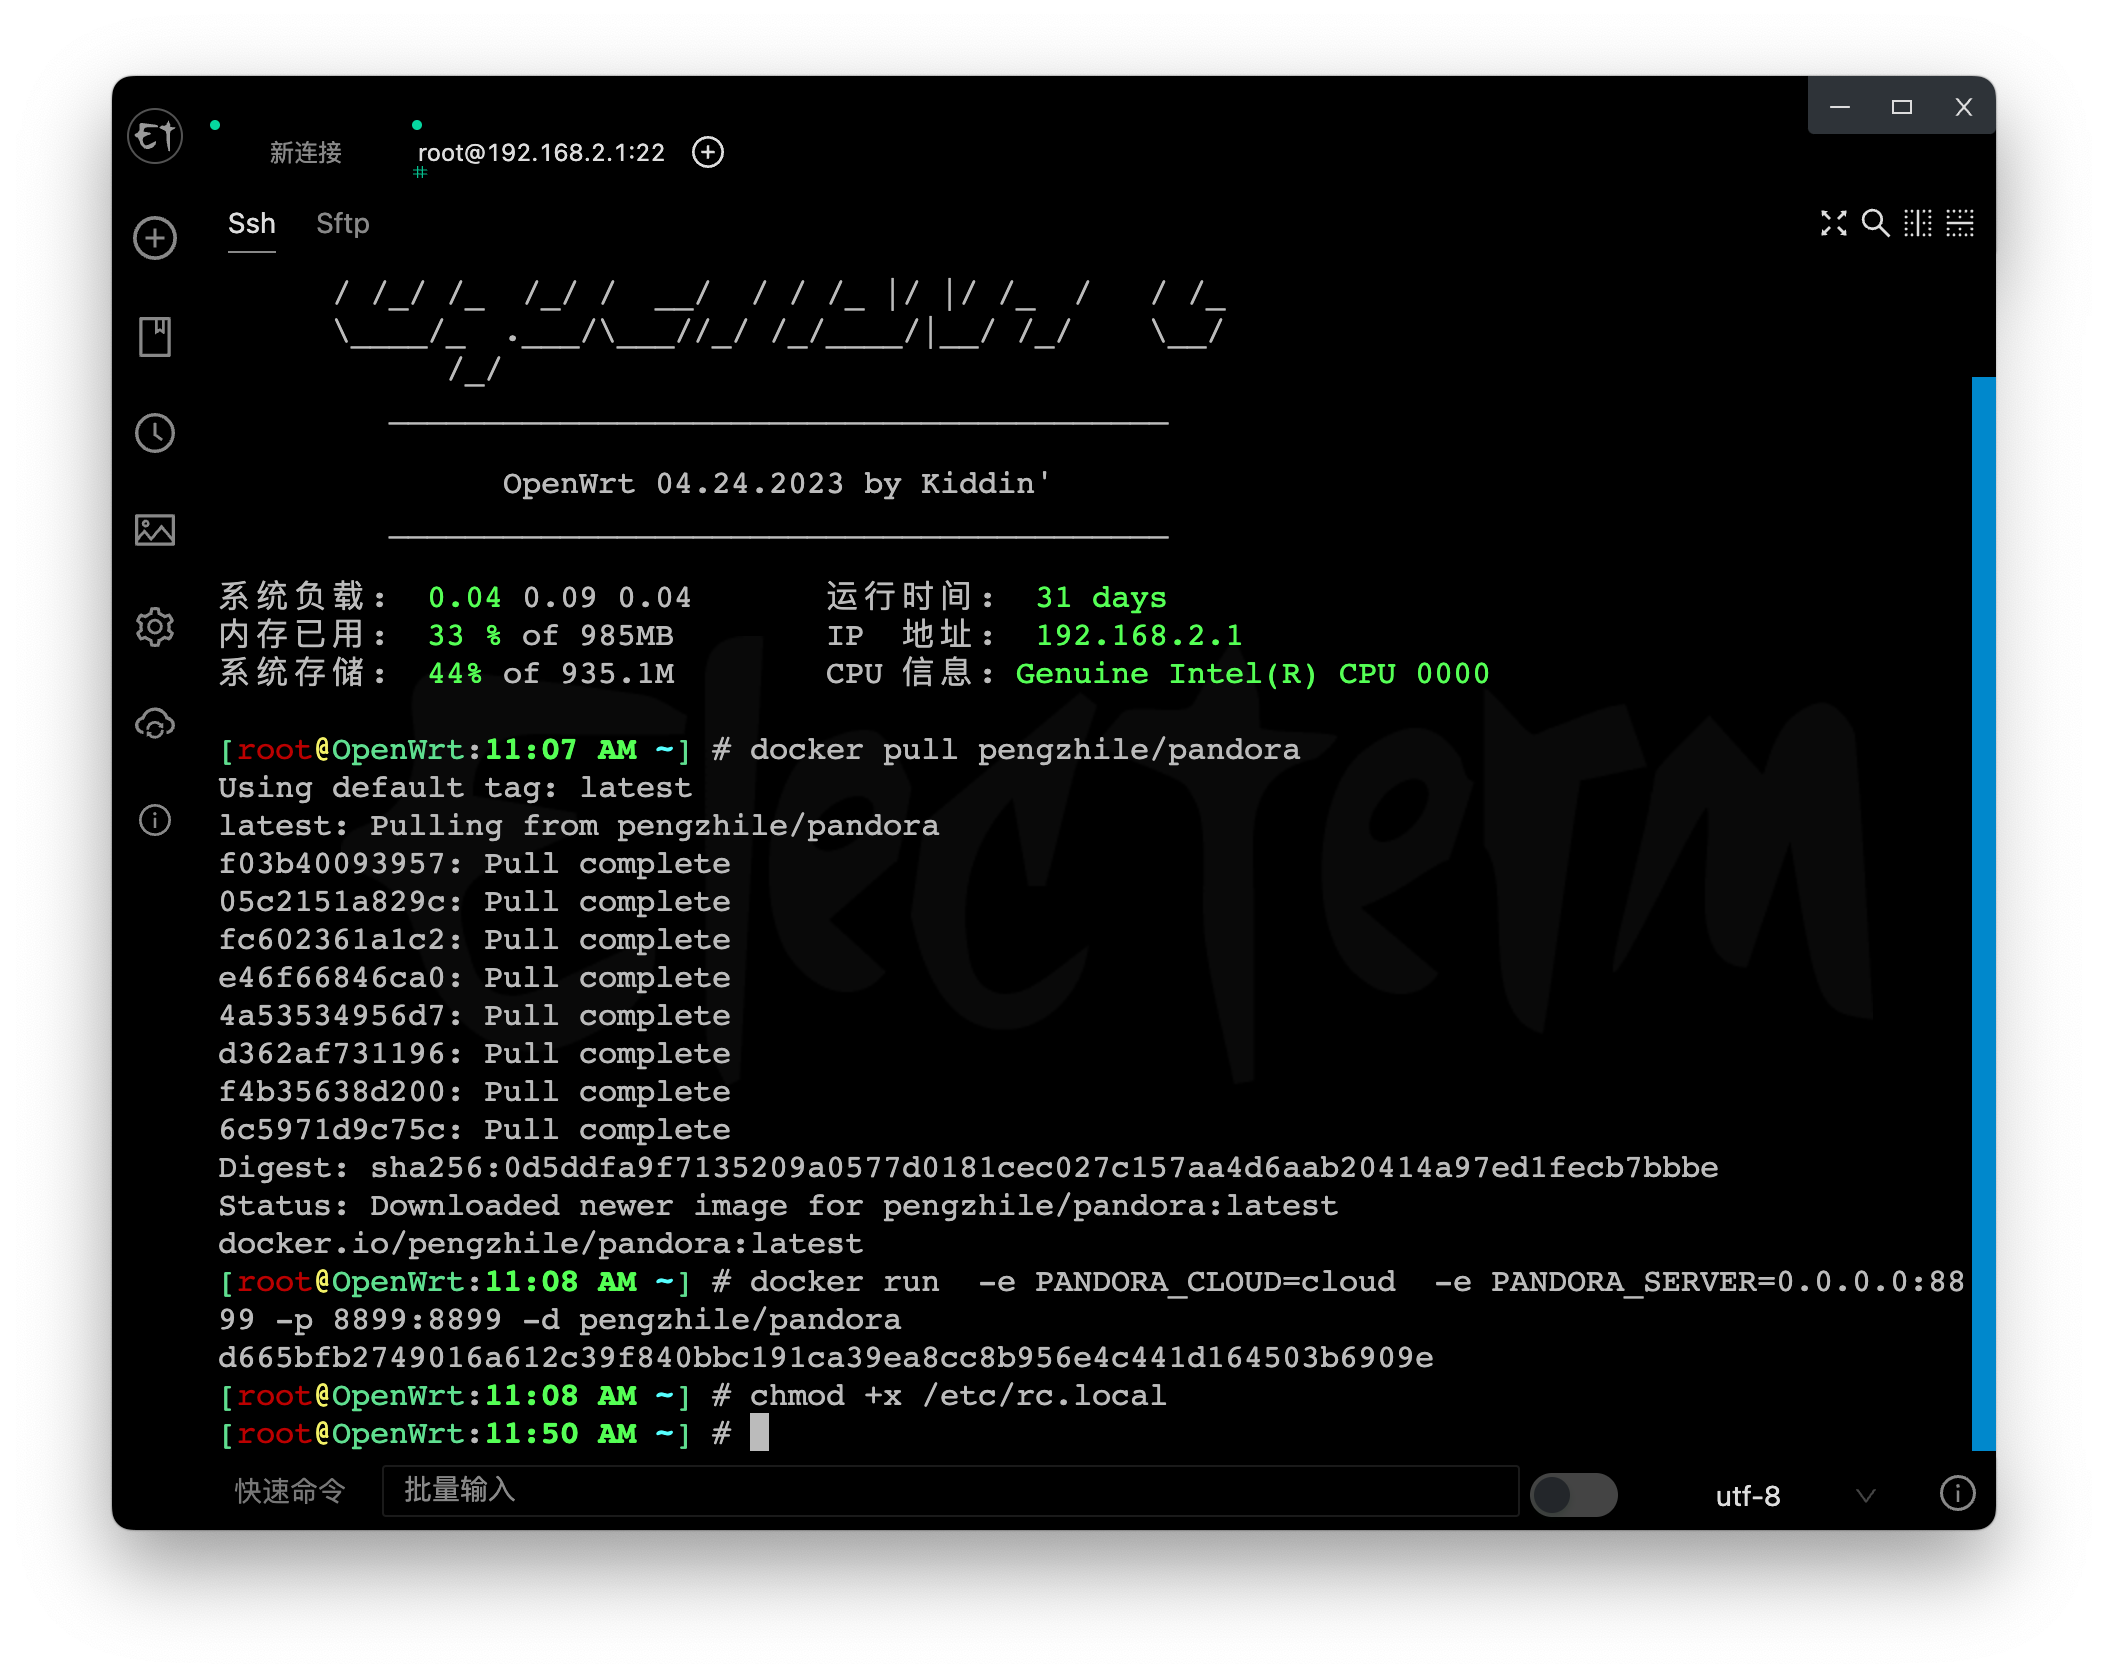 新连接
root@192.168.2.1:22
#
Ssh Sftp
/ /_/ /_  /_/ /  __/  / / /_ |/ |/ /_  /   / /_
\____/_  .___/\___//_/ /_/____/|__/ /_/    \__/
/_/
_________________________________________
OpenWrt 04.24.2023 by Kiddin'
_________________________________________
系统负载: 0.04 0.09 0.04 运行时间: 31 days
内存已用: 33 % of 985MB IP 地址: 192.168.2.1
系统存储: 44% of 935.1M CPU 信息: Genuine Intel(R) CPU 0000
[root@OpenWrt:11:07 AM ~] # docker pull pengzhile/pandora
Using default tag: latest
latest: Pulling from pengzhile/pandora
f03b40093957: Pull complete
05c2151a829c: Pull complete
fc602361a1c2: Pull complete
e46f66846ca0: Pull complete
4a53534956d7: Pull complete
d362af731196: Pull complete
f4b35638d200: Pull complete
6c5971d9c75c: Pull complete
Digest: sha256:0d5ddfa9f7135209a0577d0181cec027c157aa4d6aab20414a97ed1fecb7bbbe
Status: Downloaded newer image for pengzhile/pandora:latest
docker.io/pengzhile/pandora:latest
[root@OpenWrt:11:08 AM ~] # docker run  -e PANDORA_CLOUD=cloud  -e PANDORA_SERVER=0.0.0.0:88
99 -p 8899:8899 -d pengzhile/pandora
d665bfb2749016a612c39f840bbc191ca39ea8cc8b956e4c441d164503b6909e
[root@OpenWrt:11:08 AM ~] # chmod +x /etc/rc.local
[root@OpenWrt:11:50 AM ~] #
Electerm
快速命令 批量输入 utf-8